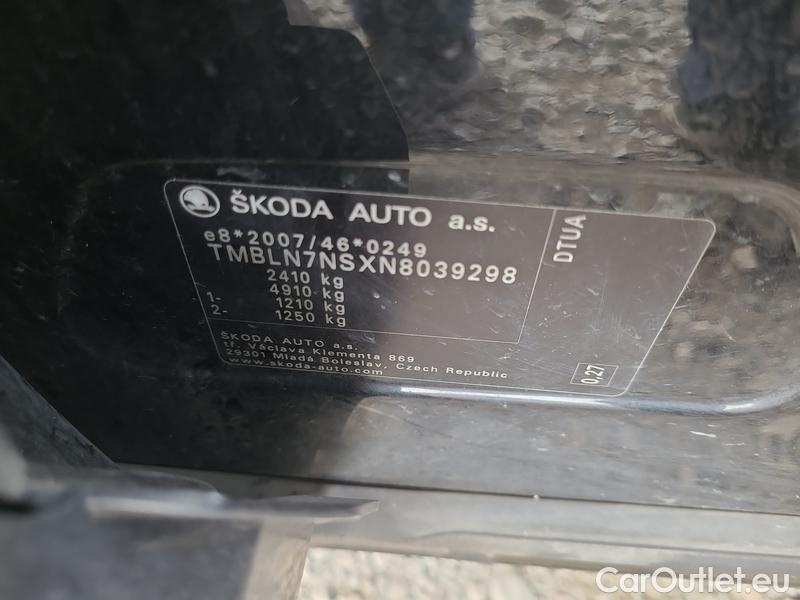 ŠKODA AUTO a.s.
e8*2007/46*0249
TMBLN7NSXN8039298
2410 kg
4910 kg
1- 1210 kg
2- 1250 kg
ŠKODA AUTO a.s.
tř. Václava Klementa 869
29301 Mladá Boleslav, Czech Republic
www.skoda-auto.com
DTUA
0,27
CarOutlet.eu